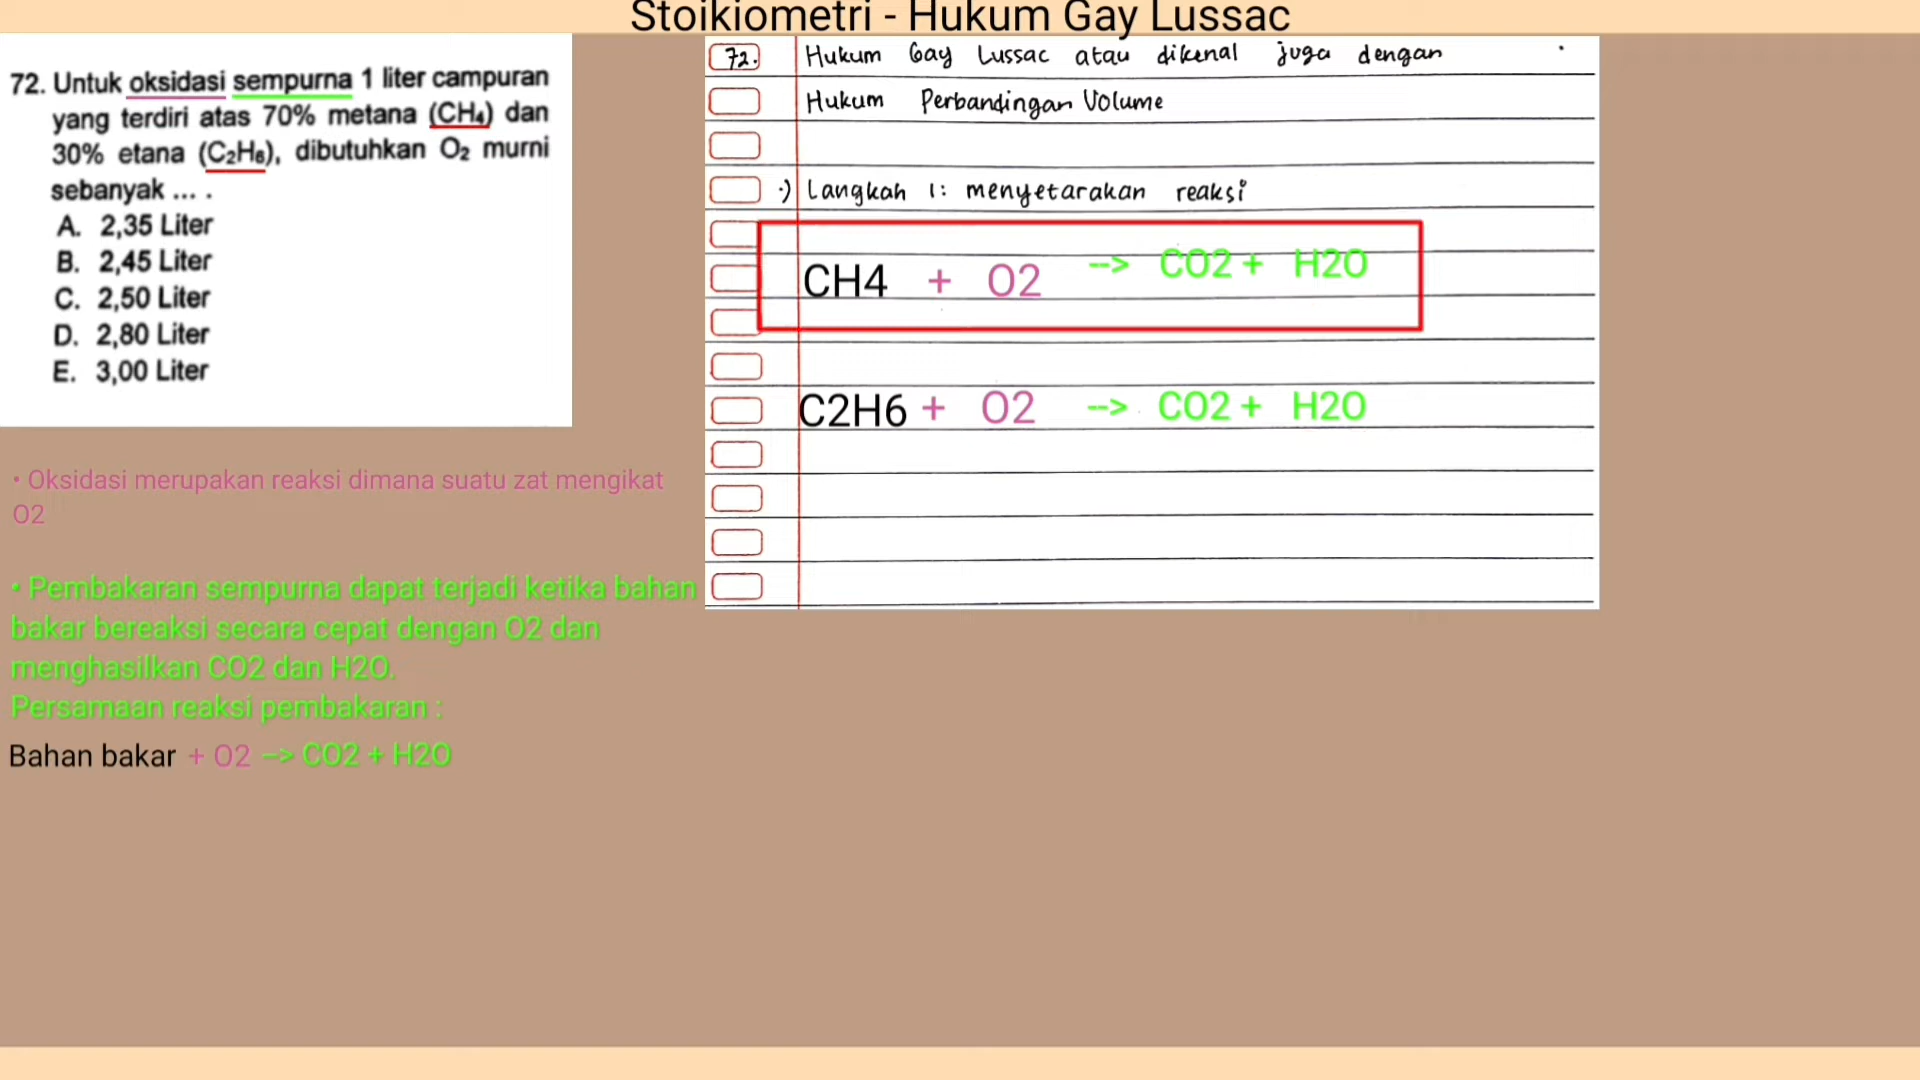 Stoikiometri - Hukum Gay Lussac
72. Untuk oksidasi sempurna 1 liter campuran
yang terdiri atas 70% metana (CH₄) dan
30% etana (C₂H₆), dibutuhkan O₂ murni
sebanyak ... .
A. 2,35 Liter
B. 2,45 Liter
C. 2,50 Liter
D. 2,80 Liter
E. 3,00 Liter
• Oksidasi merupakan reaksi dimana suatu zat mengikat
O2
• Pembakaran sempurna dapat terjadi ketika bahan
bakar bereaksi secara cepat dengan O2 dan
menghasilkan CO2 dan H2O.
Persamaan reaksi pembakaran :
Bahan bakar + O2 --> CO2 + H2O
72. Hukum Gay Lussac atau dikenal juga dengan
Hukum Perbandingan Volume
·) Langkah 1: menyetarakan reaksi
CH4 + O2 --> CO2 + H2O
C2H6 + O2 --> CO2 + H2O